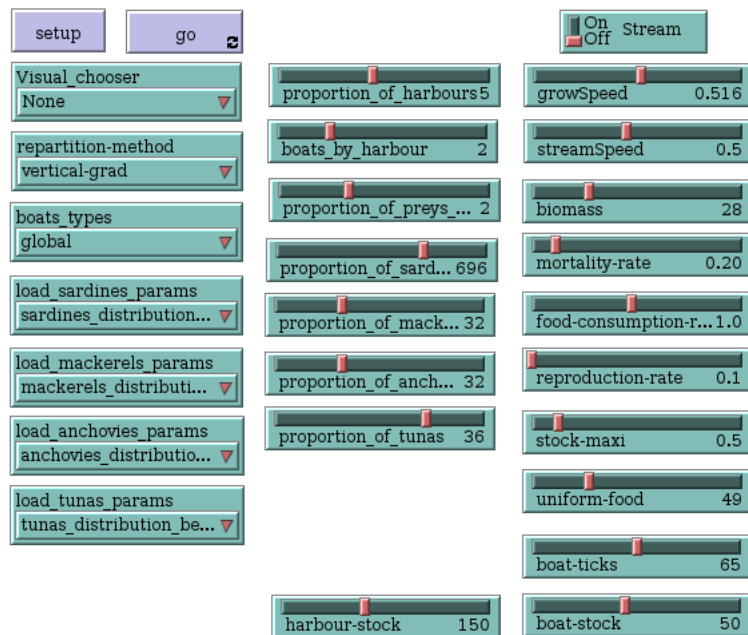 setup
go
On
Off
Stream
Visual_chooser
None
repartition-method
vertical-grad
boats_types
global
load_sardines_params
sardines_distribution...
load_mackerels_params
mackerels_distributi...
load_anchovies_params
anchovies_distributio...
load_tunas_params
tunas_distribution_be...
proportion_of_harbours 5
boats_by_harbour 2
proportion_of_preys_... 2
proportion_of_sard... 696
proportion_of_mack... 32
proportion_of_anch... 32
proportion_of_tunas 36
harbour-stock 150
growSpeed 0.516
streamSpeed 0.5
biomass 28
mortality-rate 0.20
food-consumption-r... 1.0
reproduction-rate 0.1
stock-maxi 0.5
uniform-food 49
boat-ticks 65
boat-stock 50